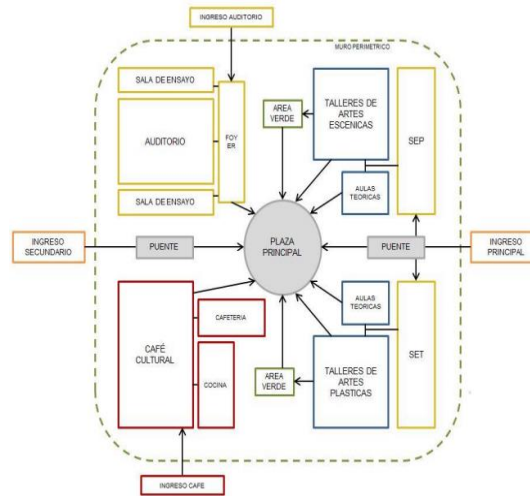 INGRESO AUDITORIO
MURO PERIMETRICO
SALA DE ENSAYO
AUDITORIO
FOY
ER
SALA DE ENSAYO
AREA
VERDE
TALLERES DE
ARTES
ESCENICAS
SEP
AULAS
TEORICAS
INGRESO
SECUNDARIO
PUENTE
PLAZA
PRINCIPAL
PUENTE
INGRESO
PRINCIPAL
CAFÉ
CULTURAL
CAFETERIA
COCINA
AREA
VERDE
AULAS
TEORICAS
TALLERES DE
ARTES
PLASTICAS
SET
INGRESO CAFE